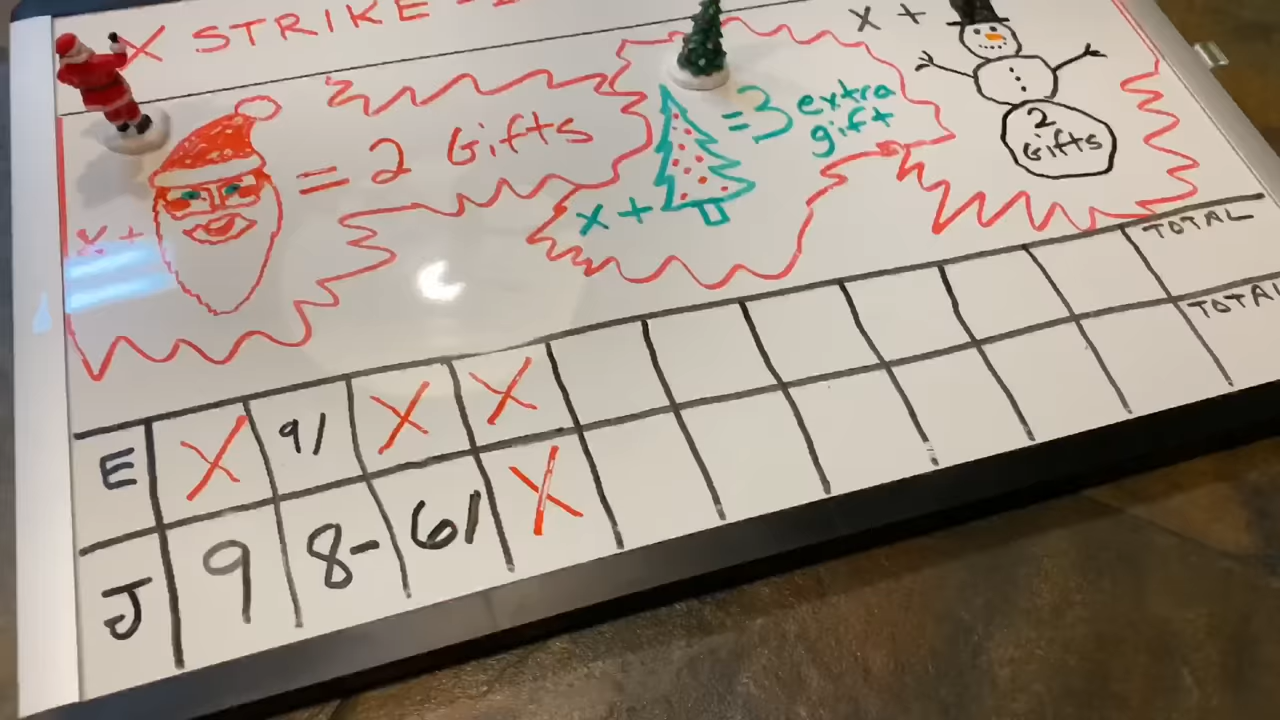 X STRIKE -
X + = 2 Gifts
X + = 3 extra gift
X +
2 Gifts
TOTAL
TOTAL
E X 9/ X X
J 9 8- 6/ X